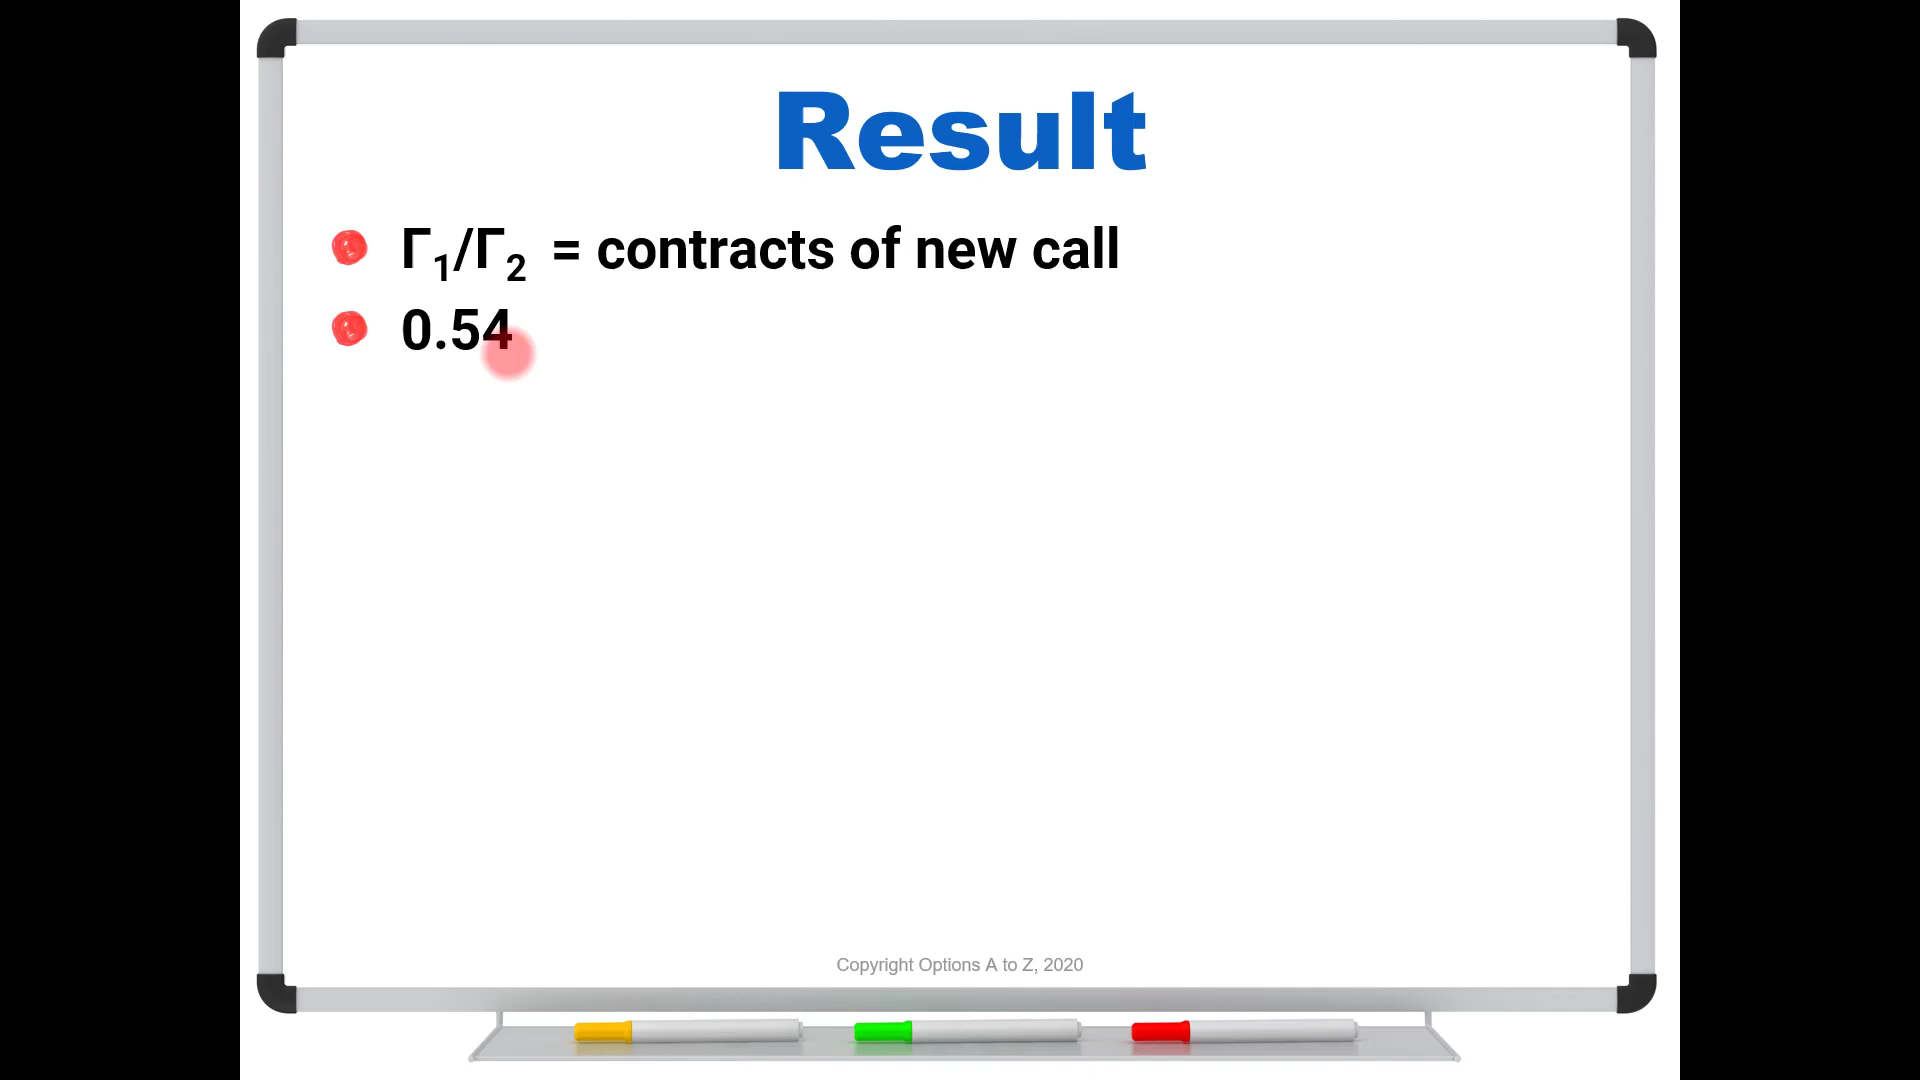 Result
Γ₁/Γ₂ = contracts of new call
0.54
Copyright Options A to Z, 2020